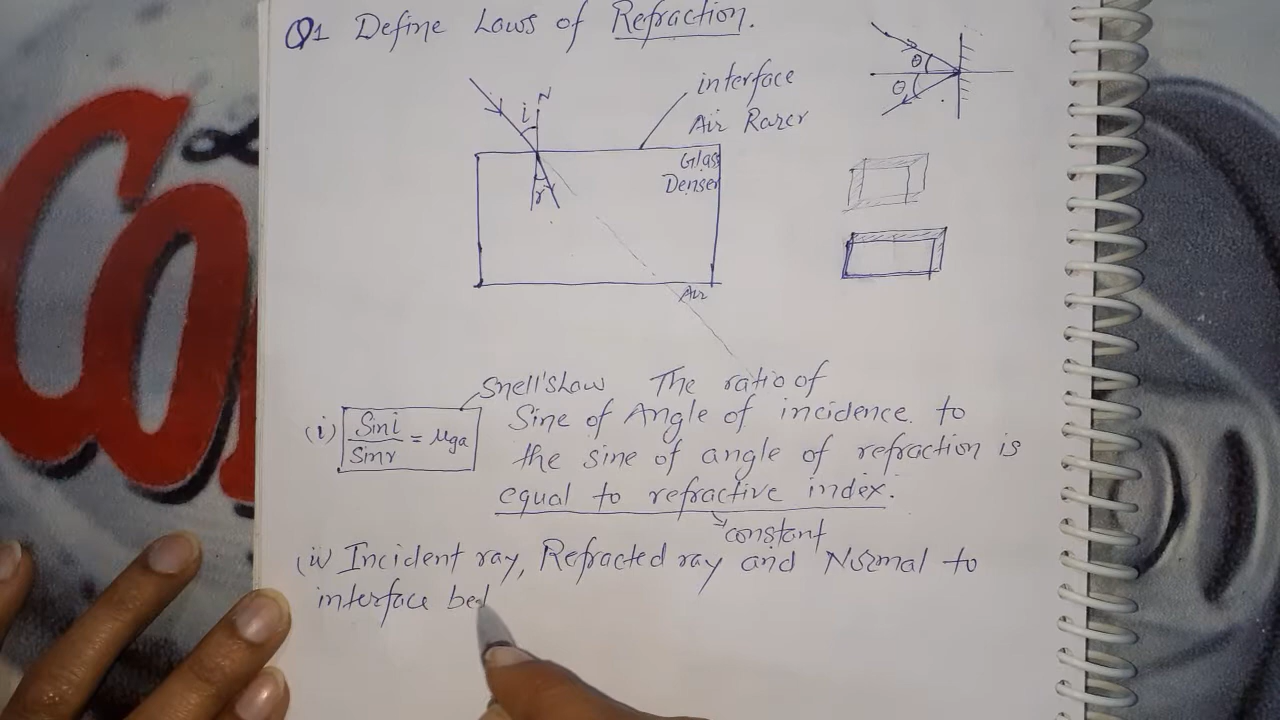 Q1 Define Laws of Refraction.
interface
Air Rarer
N
i
r
Glass
Denser
Air
θ
θ
Snell's Law The ratio of
(i) Sin i / Sin r = μga Sine of Angle of incidence. to
the sine of angle of refraction is
equal to refractive index.
constant
(ii) Incident ray, Refracted ray and Normal to
interface bel